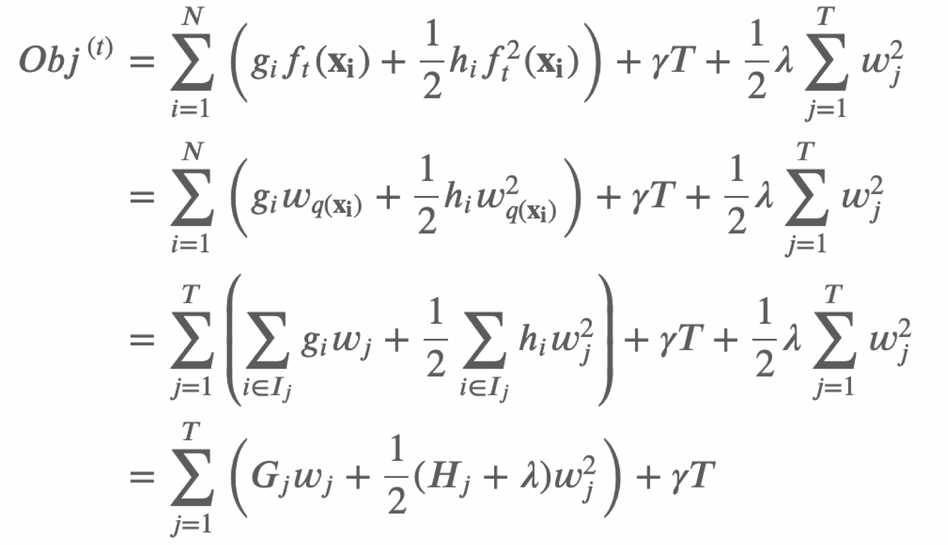 Obj^{(t)} = \sum_{i=1}^{N} \left( g_i f_t(\mathbf{x_i}) + \frac{1}{2} h_i f_t^2(\mathbf{x_i}) \right) + \gamma T + \frac{1}{2} \lambda \sum_{j=1}^{T} w_j^2
= \sum_{i=1}^{N} \left( g_i w_{q(\mathbf{x_i})} + \frac{1}{2} h_i w_{q(\mathbf{x_i})}^2 \right) + \gamma T + \frac{1}{2} \lambda \sum_{j=1}^{T} w_j^2
= \sum_{j=1}^{T} \left( \sum_{i \in I_j} g_i w_j + \frac{1}{2} \sum_{i \in I_j} h_i w_j^2 \right) + \gamma T + \frac{1}{2} \lambda \sum_{j=1}^{T} w_j^2
= \sum_{j=1}^{T} \left( G_j w_j + \frac{1}{2} (H_j + \lambda) w_j^2 \right) + \gamma T